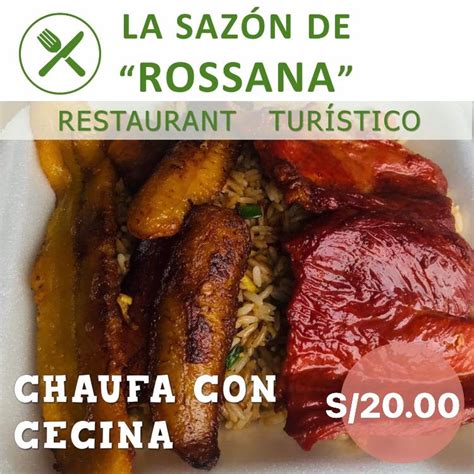 LA SAZÓN DE
“ROSSANA”
RESTAURANT TURÍSTICO
CHAUFA CON
CECINA
S/20.00